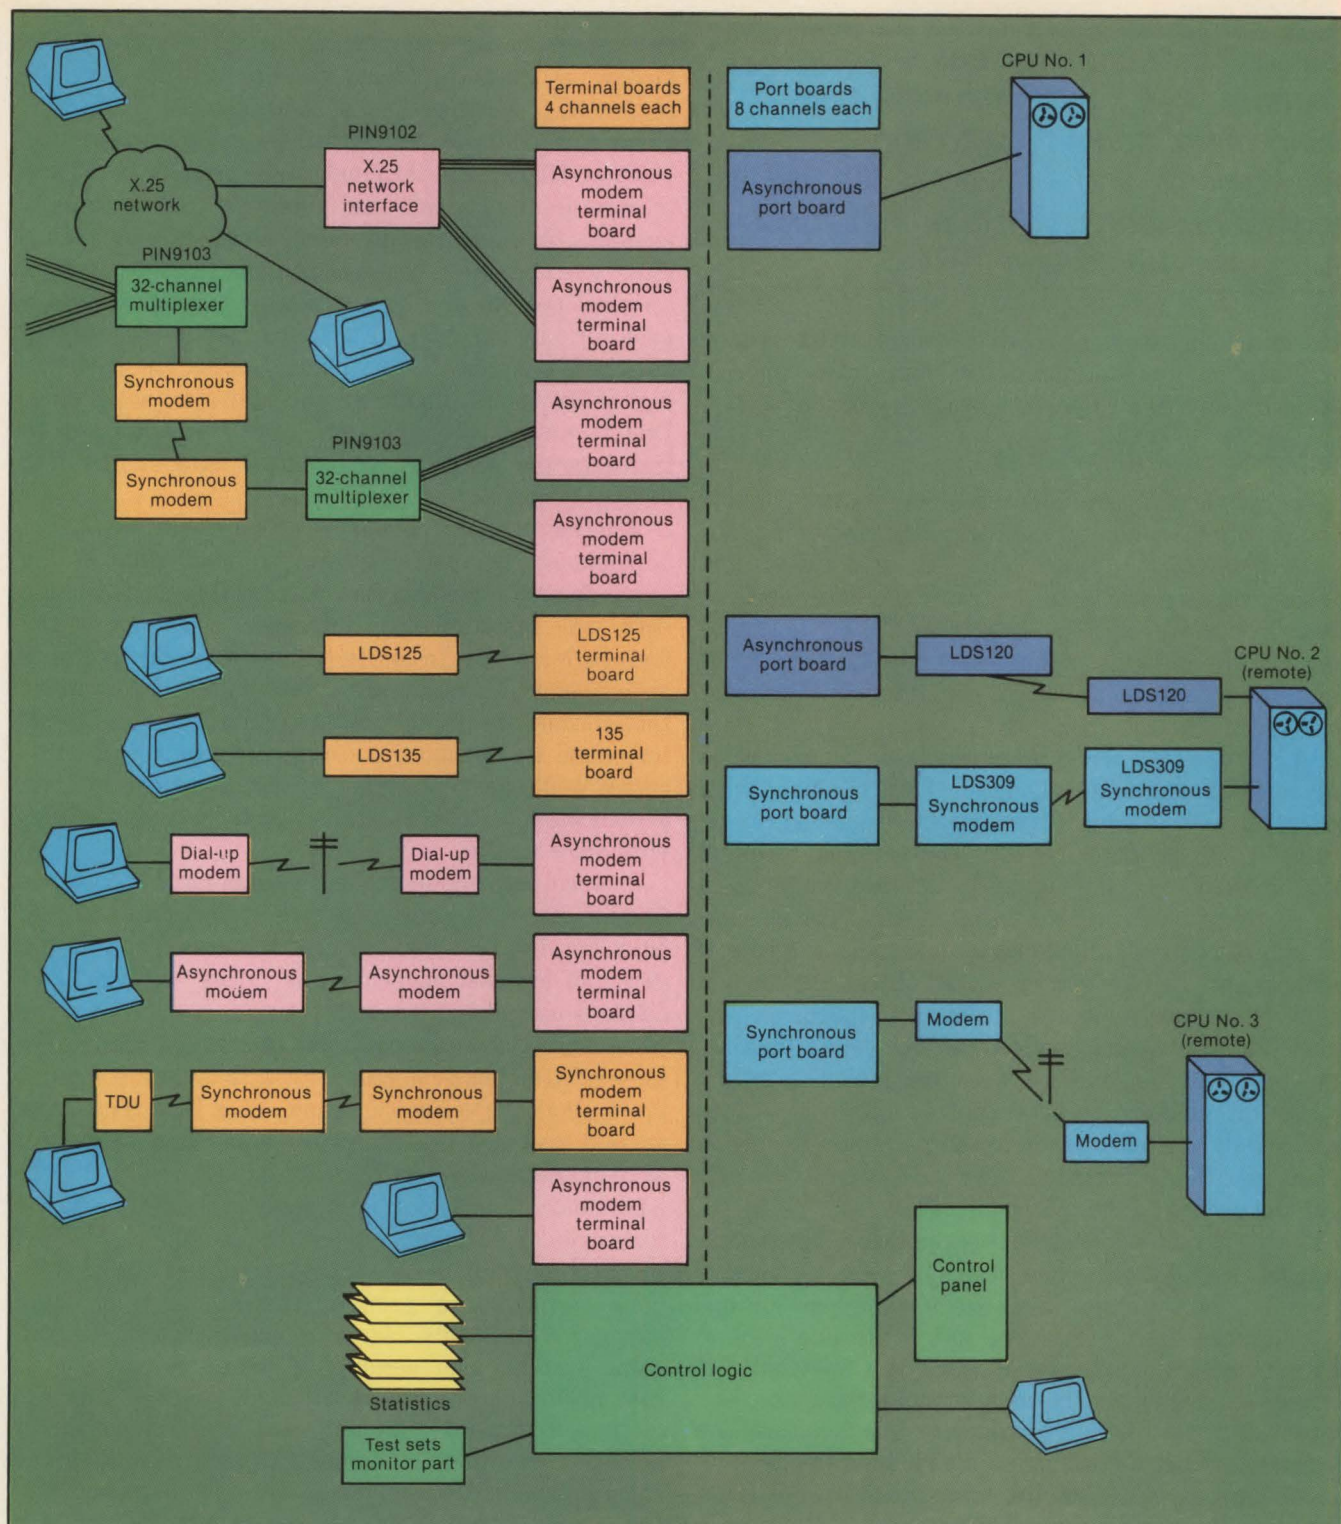 Terminal boards
4 channels each
Port boards
8 channels each
CPU No. 1
PIN9102
X.25
network
interface
X.25
network
Asynchronous
modem
terminal
board
Asynchronous
port board
PIN9103
32-channel
multiplexer
Asynchronous
modem
terminal
board
Synchronous
modem
Asynchronous
modem
terminal
board
PIN9103
32-channel
multiplexer
Synchronous
modem
Asynchronous
modem
terminal
board
LDS125
LDS125
terminal
board
Asynchronous
port board
LDS120
LDS120
CPU No. 2
(remote)
LDS135
135
terminal
board
Synchronous
port board
LDS309
Synchronous
modem
LDS309
Synchronous
modem
Dial-up
modem
Dial-up
modem
Asynchronous
modem
terminal
board
Asynchronous
modem
Asynchronous
modem
Asynchronous
modem
terminal
board
Synchronous
port board
Modem
Modem
CPU No. 3
(remote)
TDU
Synchronous
modem
Synchronous
modem
Synchronous
modem
terminal
board
Asynchronous
modem
terminal
board
Control
panel
Control logic
Statistics
Test sets
monitor part